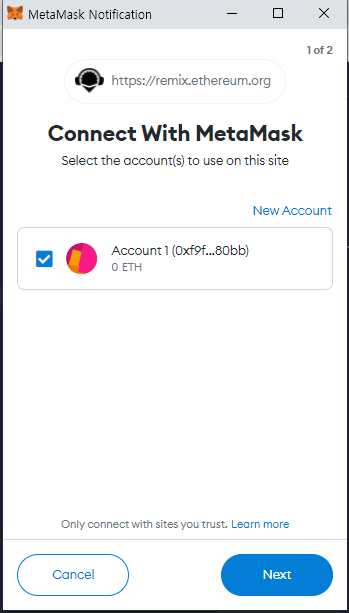 MetaMask Notification
1 of 2
https://remix.ethereum.org
Connect With MetaMask
Select the account(s) to use on this site
New Account
Account 1 (0xf9f...80bb)
0 ETH
Only connect with sites you trust. Learn more
Cancel
Next